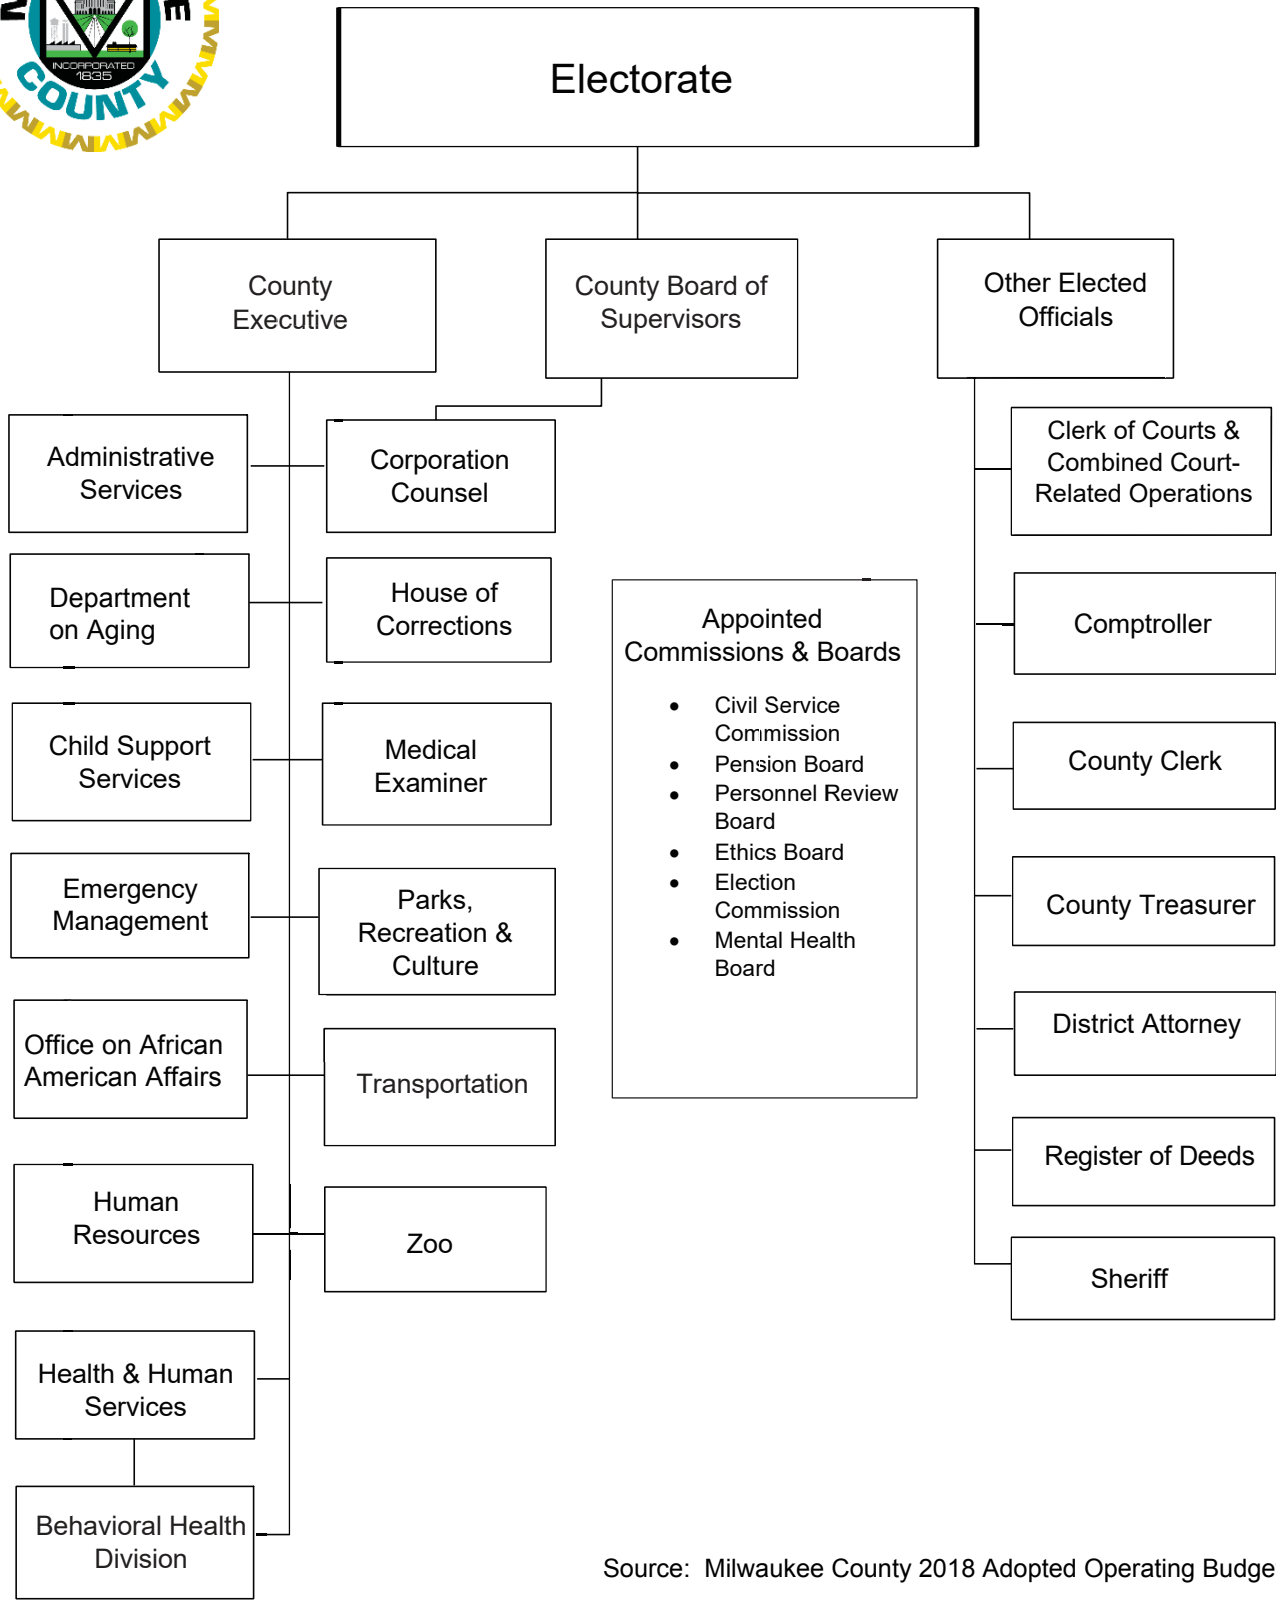 COUNTY
INCORPORATED
1835
Electorate
County
Executive
County Board of
Supervisors
Other Elected
Officials
Administrative
Services
Corporation
Counsel
Clerk of Courts &
Combined Court-
Related Operations
Department
on Aging
House of
Corrections
Appointed
Commissions & Boards
• Civil Service
Commission
• Pension Board
• Personnel Review
Board
• Ethics Board
• Election
Commission
• Mental Health
Board
Comptroller
Child Support
Services
Medical
Examiner
County Clerk
Emergency
Management
Parks,
Recreation &
Culture
County Treasurer
Office on African
American Affairs
Transportation
District Attorney
Human
Resources
Zoo
Register of Deeds
Sheriff
Health & Human
Services
Behavioral Health
Division
Source: Milwaukee County 2018 Adopted Operating Budge